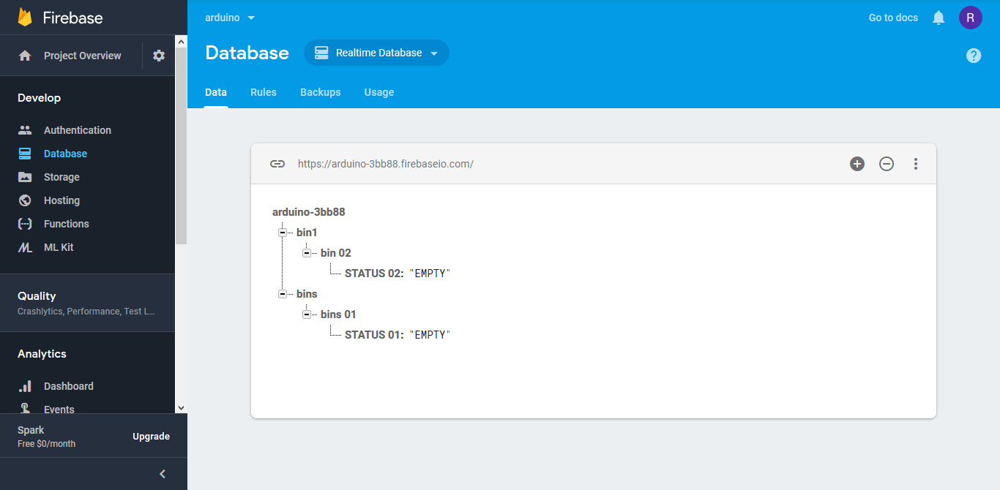 Firebase
Project Overview
Develop
Authentication
Database
Storage
Hosting
Functions
ML Kit
Quality
Crashlytics, Performance, Test L...
Analytics
Dashboard
Events
Spark
Free $0/month
Upgrade
arduino
Go to docs
R
Database
Realtime Database
?
Data Rules Backups Usage
https://arduino-3bb88.firebaseio.com/
arduino-3bb88
bin1
bin 02
STATUS 02: "EMPTY"
bins
bins 01
STATUS 01: "EMPTY"